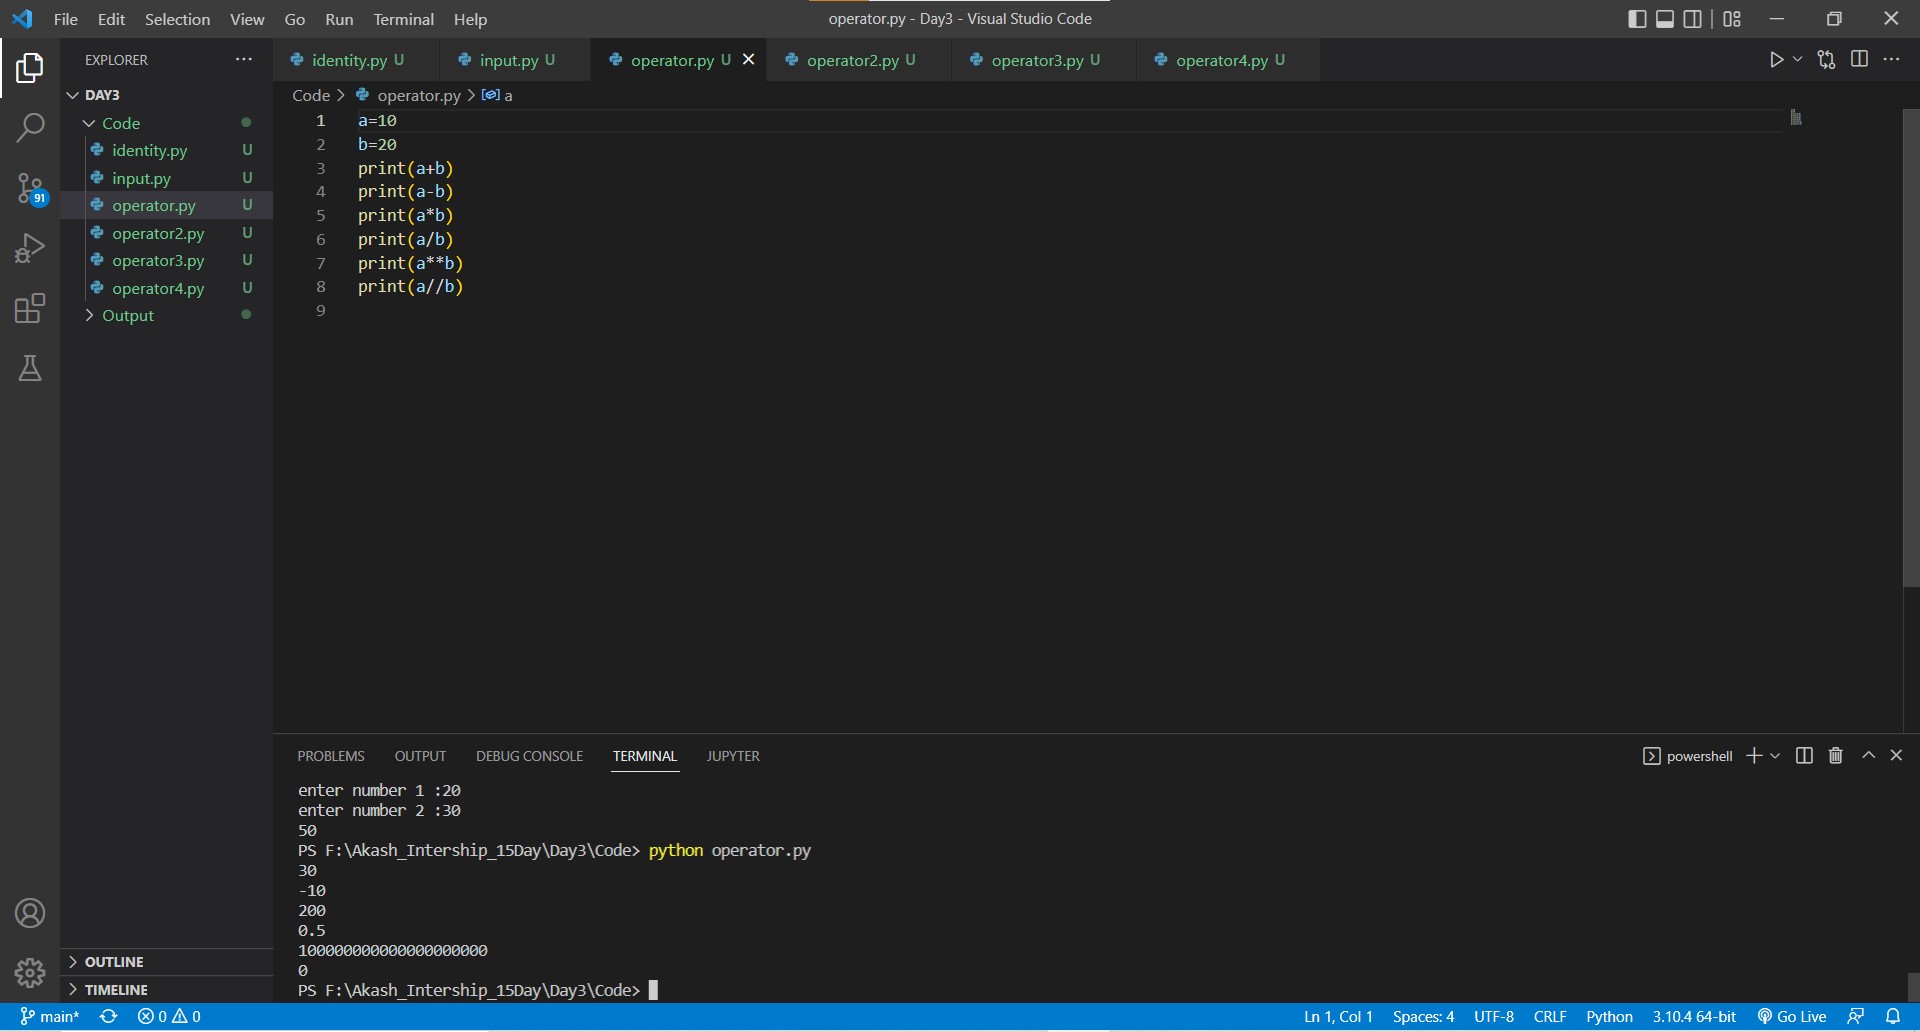 File Edit Selection View Go Run Terminal Help
operator.py - Day3 - Visual Studio Code
EXPLORER
DAY3
Code
identity.py U
input.py U
operator.py U
operator2.py U
operator3.py U
operator4.py U
Output
OUTLINE
TIMELINE
91
identity.py U input.py U operator.py U operator2.py U operator3.py U operator4.py U
Code > operator.py > a
1 a=10
2 b=20
3 print(a+b)
4 print(a-b)
5 print(a*b)
6 print(a/b)
7 print(a**b)
8 print(a//b)
9
PROBLEMS OUTPUT DEBUG CONSOLE TERMINAL JUPYTER
powershell
enter number 1 :20
enter number 2 :30
50
PS F:\Akash_Intership_15Day\Day3\Code> python operator.py
30
-10
200
0.5
100000000000000000000
0
PS F:\Akash_Intership_15Day\Day3\Code>
main* 0 0 Ln 1, Col 1 Spaces: 4 UTF-8 CRLF Python 3.10.4 64-bit Go Live